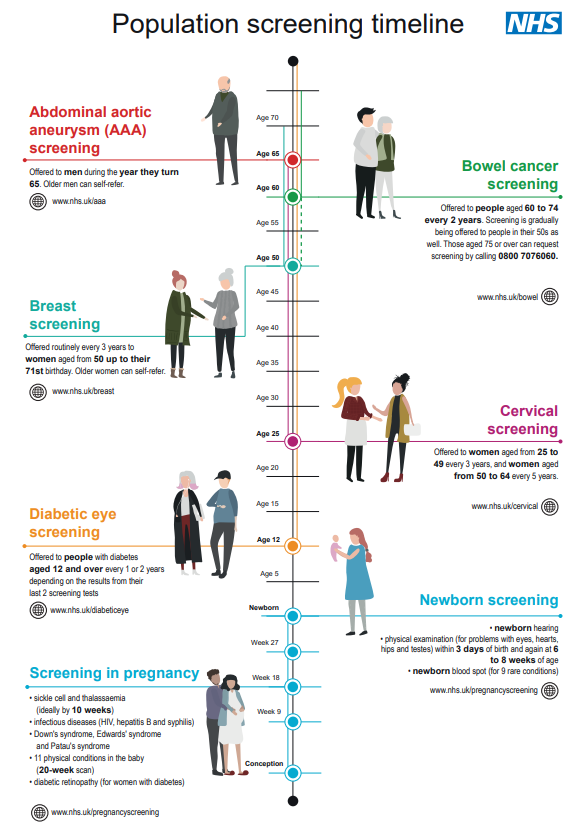 Population screening timeline
NHS
Abdominal aortic
aneurysm (AAA)
screening
Offered to men during the year they turn
65. Older men can self-refer.
www.nhs.uk/aaa
Bowel cancer
screening
Offered to people aged 60 to 74
every 2 years. Screening is gradually
being offered to people in their 50s as
well. Those aged 75 or over can request
screening by calling 0800 7076060.
www.nhs.uk/bowel
Breast
screening
Offered routinely every 3 years to
women aged from 50 up to their
71st birthday. Older women can self-refer.
www.nhs.uk/breast
Cervical
screening
Offered to women aged from 25 to
49 every 3 years, and women aged
from 50 to 64 every 5 years.
www.nhs.uk/cervical
Diabetic eye
screening
Offered to people with diabetes
aged 12 and over every 1 or 2 years
depending on the results from their
last 2 screening tests
www.nhs.uk/diabeticeye
Newborn screening
• newborn hearing
• physical examination (for problems with eyes, hearts,
hips and testes) within 3 days of birth and again at 6
to 8 weeks of age
• newborn blood spot (for 9 rare conditions)
www.nhs.uk/pregnancyscreening
Screening in pregnancy
• sickle cell and thalassaemia
(ideally by 10 weeks)
• infectious diseases (HIV, hepatitis B and syphilis)
• Down's syndrome, Edwards' syndrome
and Patau's syndrome
• 11 physical conditions in the baby
(20-week scan)
• diabetic retinopathy (for women with diabetes)
www.nhs.uk/pregnancyscreening
Age 70
Age 65
Age 60
Age 55
Age 50
Age 45
Age 40
Age 35
Age 30
Age 25
Age 20
Age 15
Age 12
Age 5
Newborn
Week 27
Week 18
Week 9
Conception